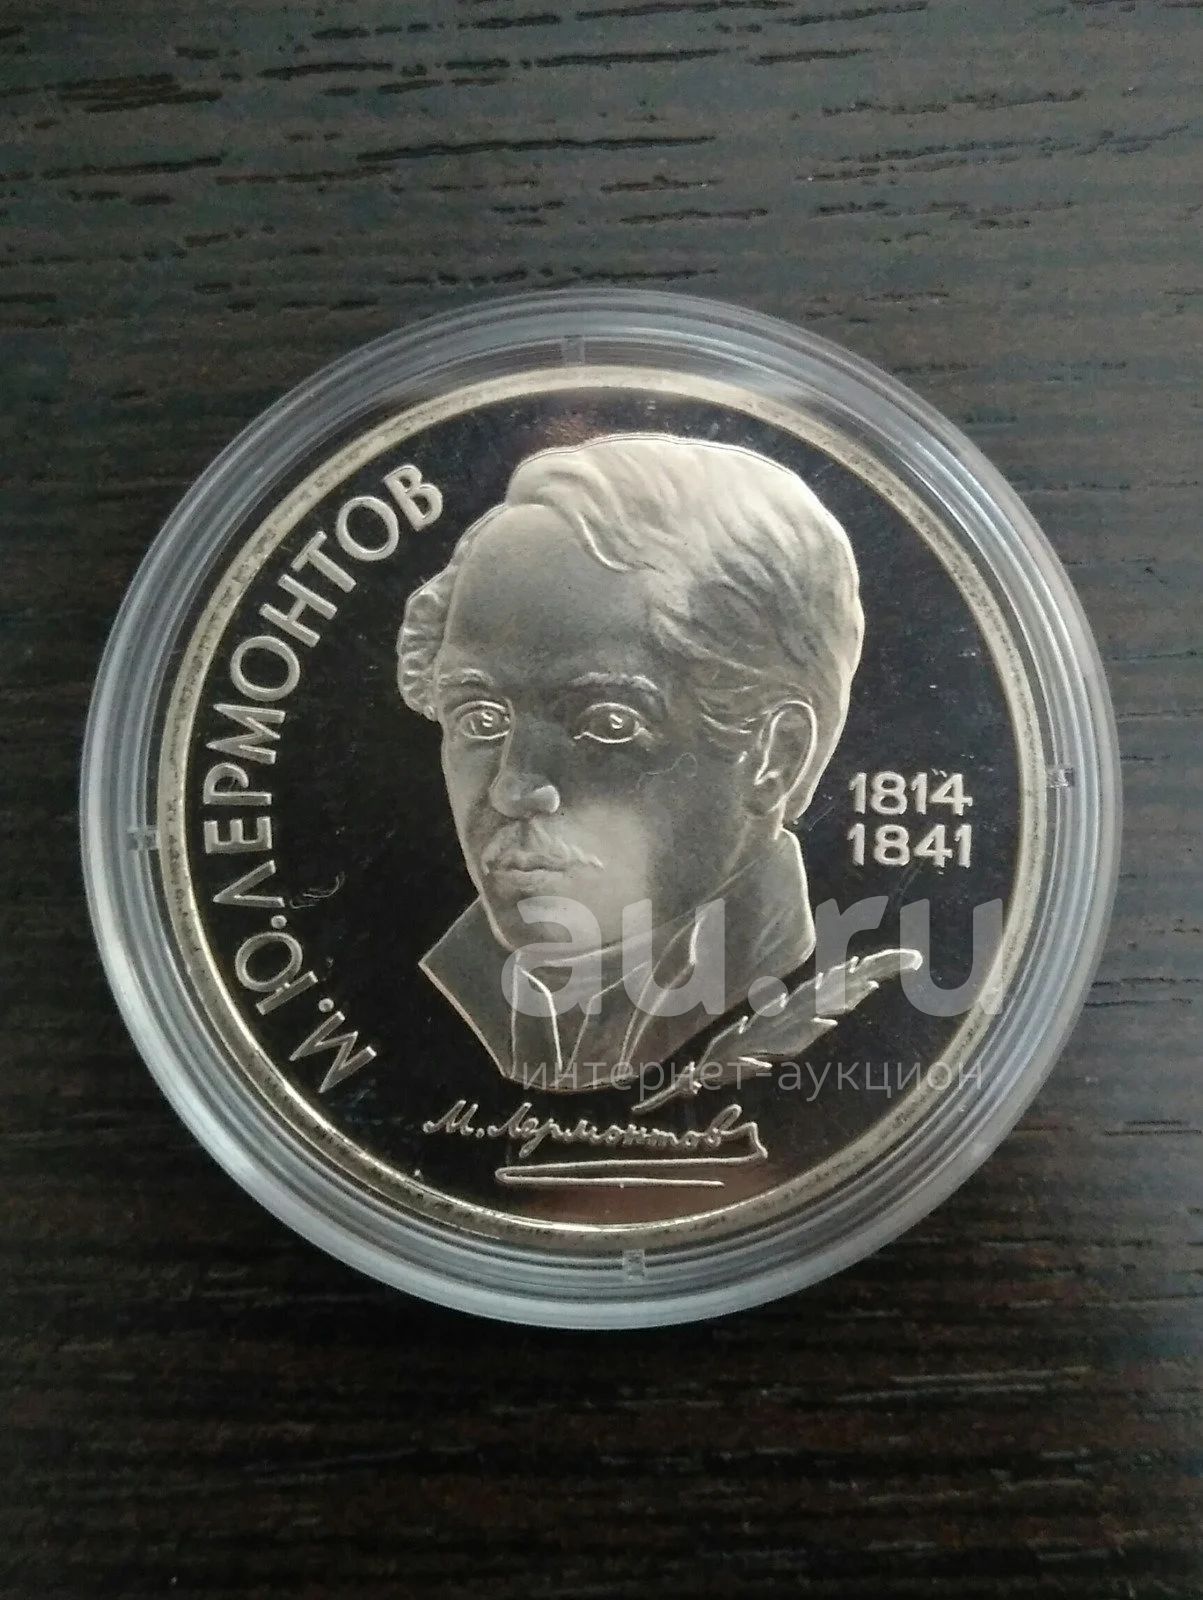 М.Ю.ЛЕРМОНТОВ
1814
1841
au.ru
интернет-аукцион
М. Лермонтов